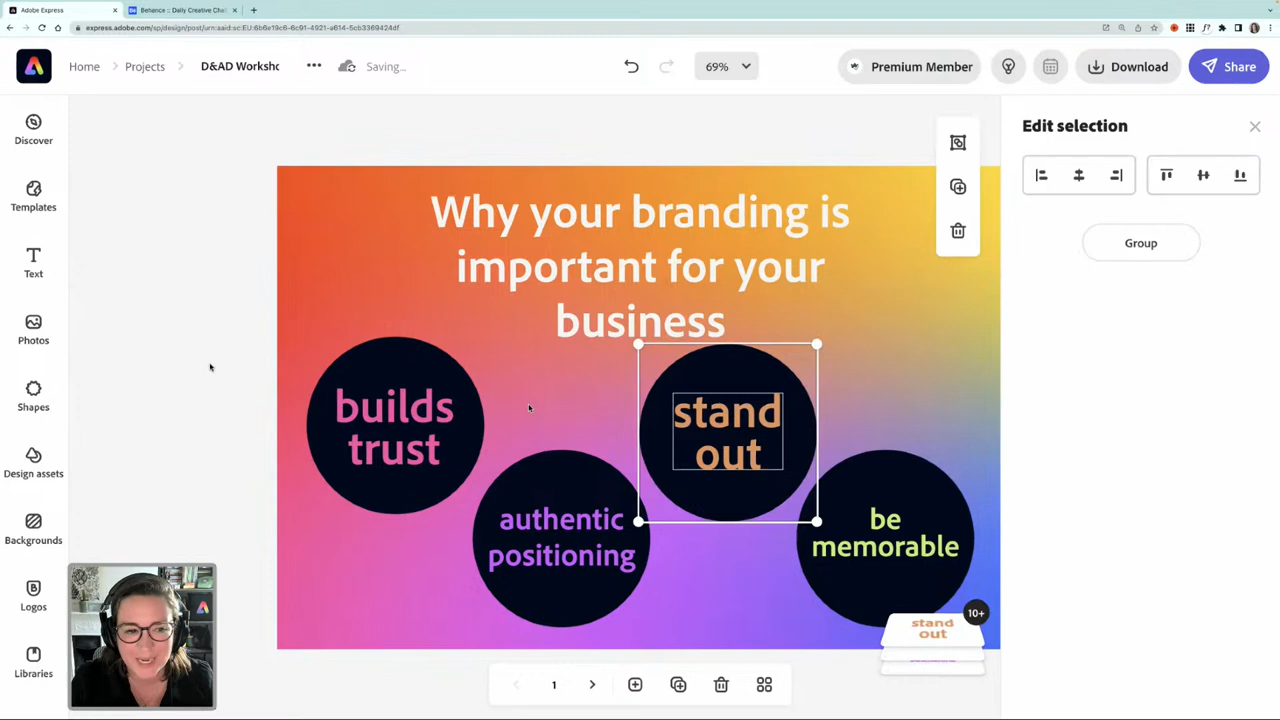 Adobe Express
Behance :: Daily Creative Chal
express.adobe.com/sp/design/post/urn:aaid:sc:EU:6b6e19c6-6c91-4921-a614-5cb3369424df
Home
Projects
D&AD Worksho
Saving...
69%
Premium Member
Download
Share
Discover
Templates
Text
Photos
Shapes
Design assets
Backgrounds
Logos
Libraries
Why your branding is
important for your
business
builds
trust
authentic
positioning
stand
out
be
memorable
Edit selection
Group
10+
stand
out
1